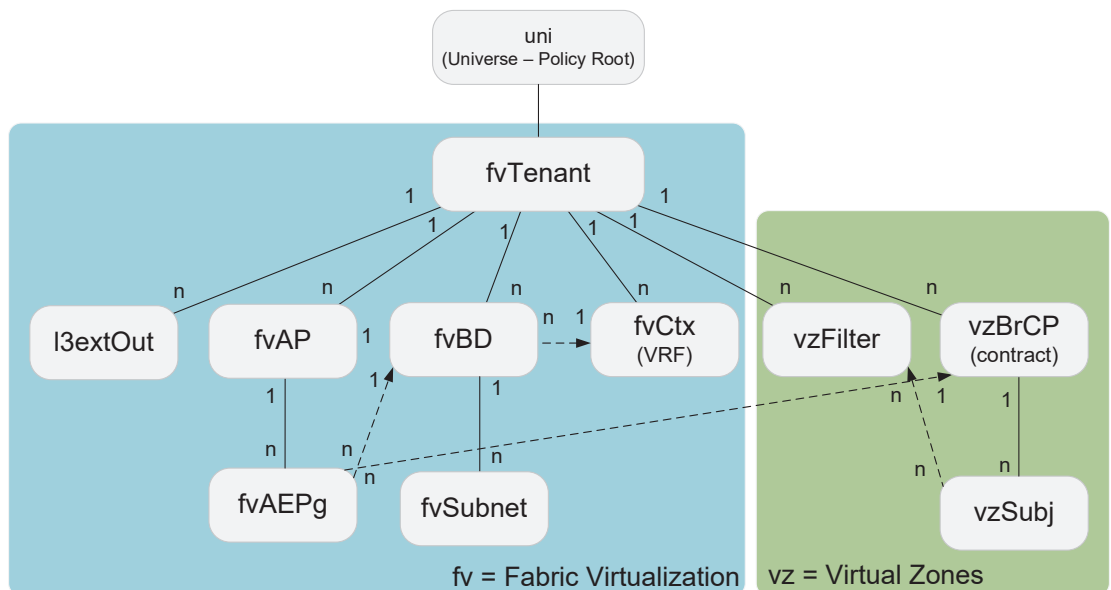 uni
(Universe – Policy Root)
fvTenant
1
1
1
1
1
1
n
n
n
n
n
n
l3extOut
fvAP
1
fvBD
n
1
fvCtx
(VRF)
vzFilter
vzBrCP
(contract)
1
1
1
n
1
1
n
n
n
n
n
n
fvAEPg
fvSubnet
vzSubj
fv = Fabric Virtualization
vz = Virtual Zones